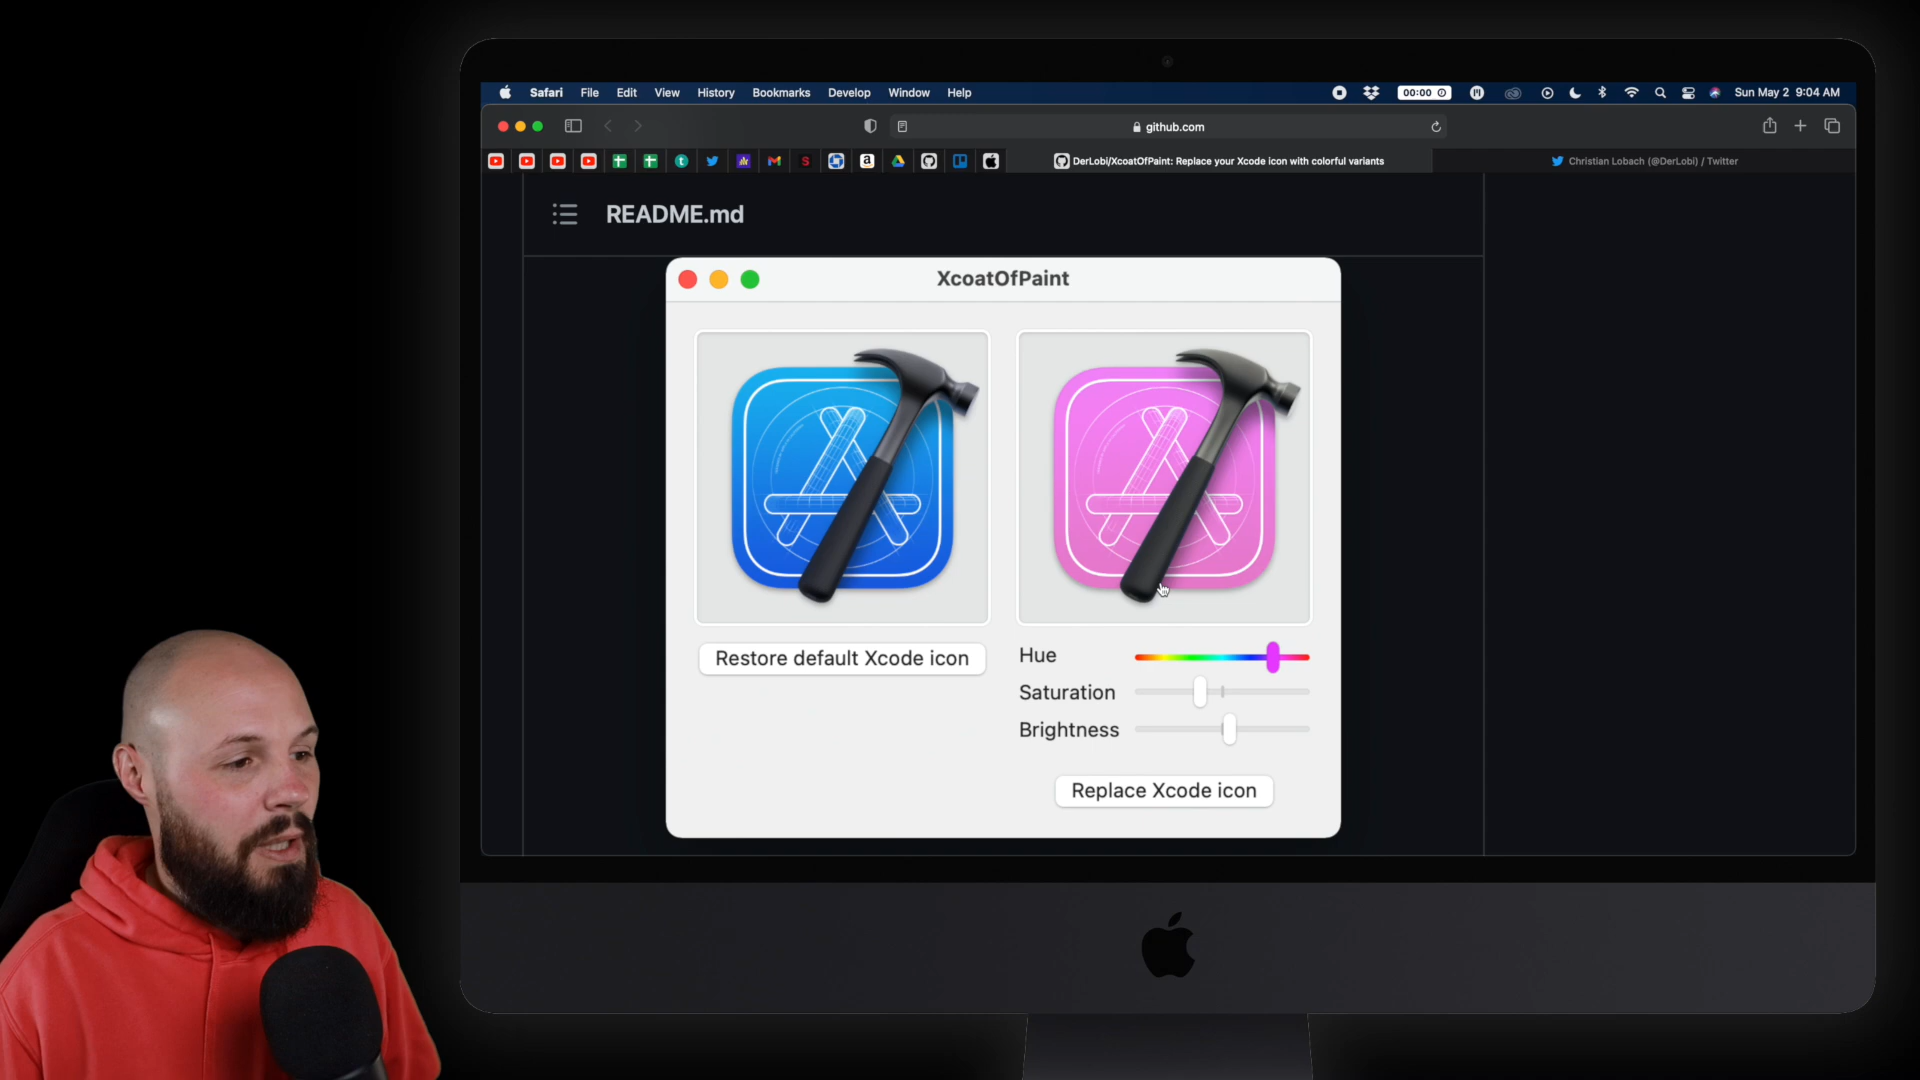 Safari File Edit View History Bookmarks Develop Window Help 00:00 Sun May 2 9:04 AM
github.com
DerLobi/XcoatOfPaint: Replace your Xcode icon with colorful variants
Christian Lobach (@DerLobi) / Twitter
README.md
XcoatOfPaint
Restore default Xcode icon
Hue
Saturation
Brightness
Replace Xcode icon